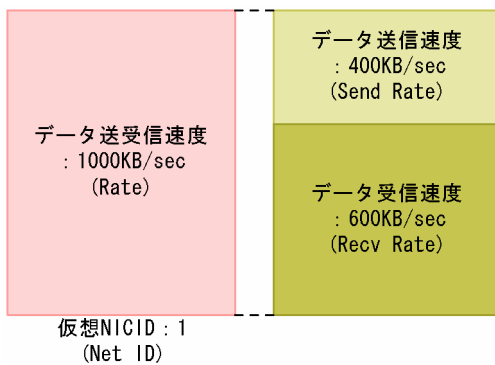 データ送受信速度
：1000KB/sec
(Rate)
仮想NICID：1
(Net ID)
データ送信速度
：400KB/sec
(Send Rate)
データ受信速度
：600KB/sec
(Recv Rate)